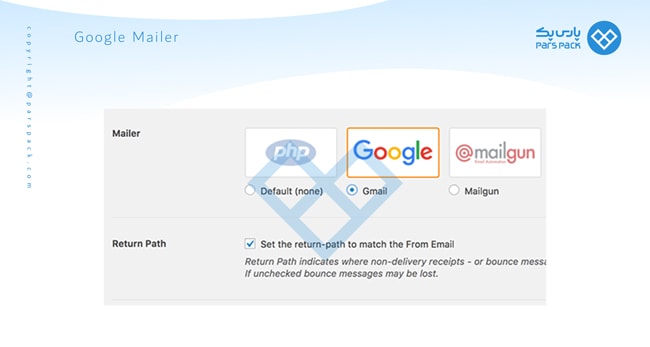 Google Mailer
پارس پک
PARS PACK
copyright@parspack.com
Mailer
php
Google
@mailgun
Email Automation
Default (none)
Gmail
Mailgun
Return Path
Set the return-path to match the From Email
Return Path indicates where non-delivery receipts - or bounce messa
If unchecked bounce messages may be lost.